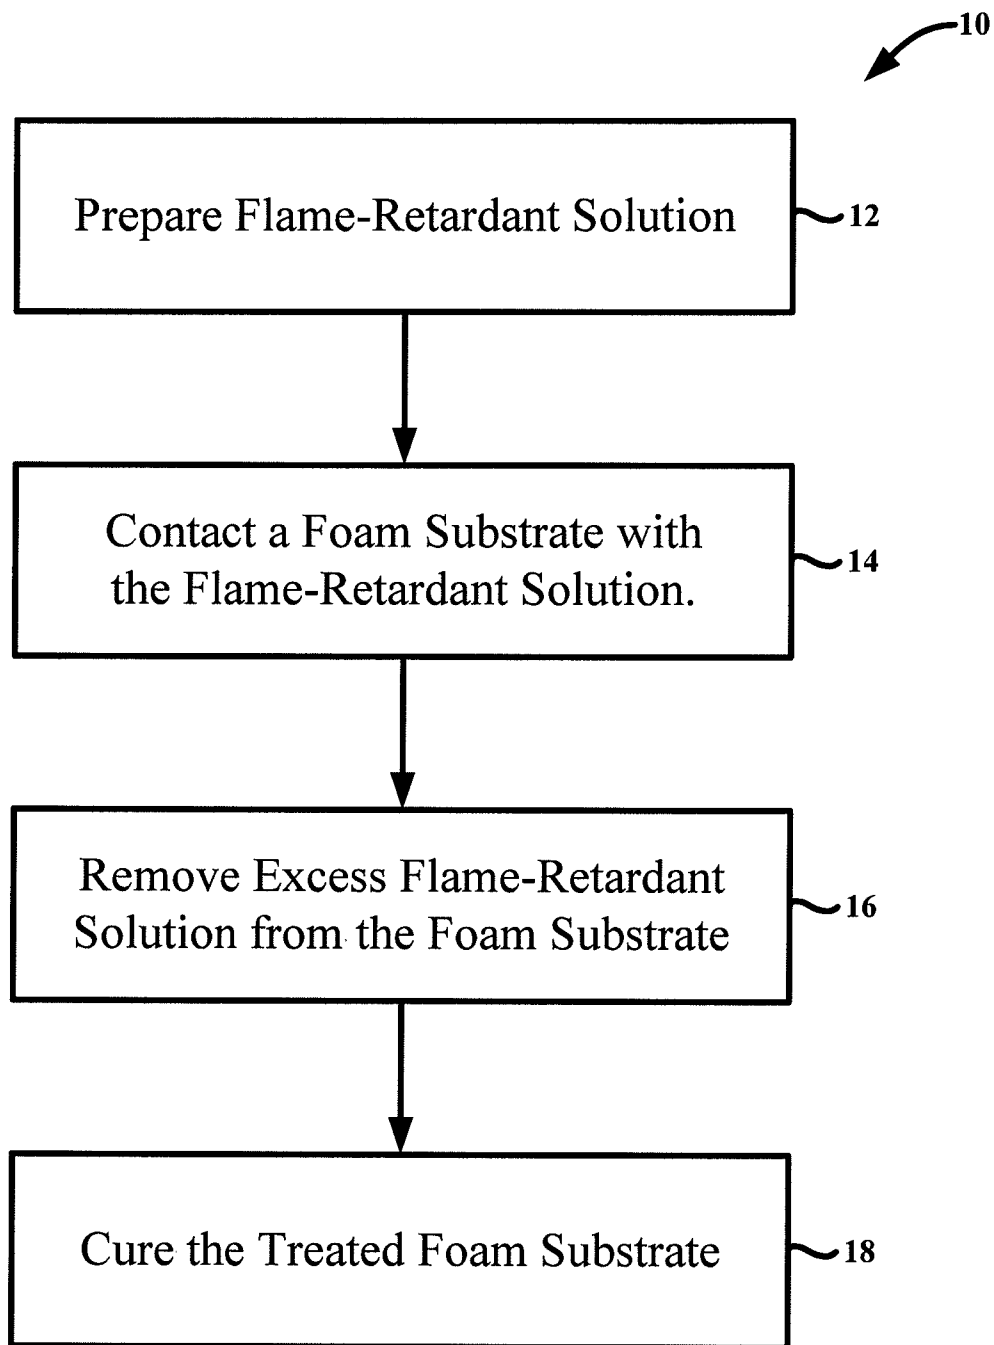 10
Prepare Flame-Retardant Solution
12
Contact a Foam Substrate with
the Flame-Retardant Solution.
14
Remove Excess Flame-Retardant
Solution from the Foam Substrate
16
Cure the Treated Foam Substrate
18